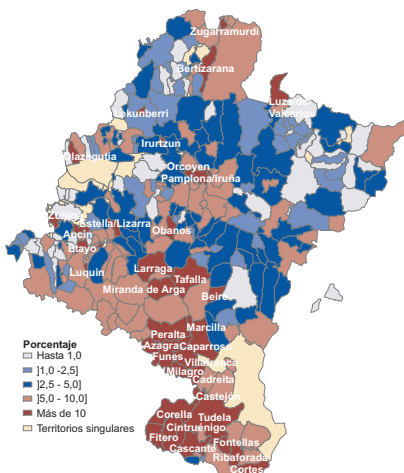 Zugarramurdi
Bertizarana
Lekunberri
Luzaide/
Valcarlos
Irurtzun
Olazagutía
Orcoyen
Pamplona/Iruña
Zúñiga
Estella/Lizarra
Ancín
Obanos
Etayo
Luquin
Larraga
Tafalla
Miranda de Arga
Beire
Marcilla
Peralta
Azagra
Caparroso
Funes
Villafranca
Milagro
Cadreita
Castejón
Corella
Tudela
Cintruénigo
Fitero
Fontellas
Cascante
Ribaforada
Cortes
Porcentaje
Hasta 1,0
]1,0 -2,5]
]2,5 - 5,0]
]5,0 - 10,0]
Más de 10
Territorios singulares